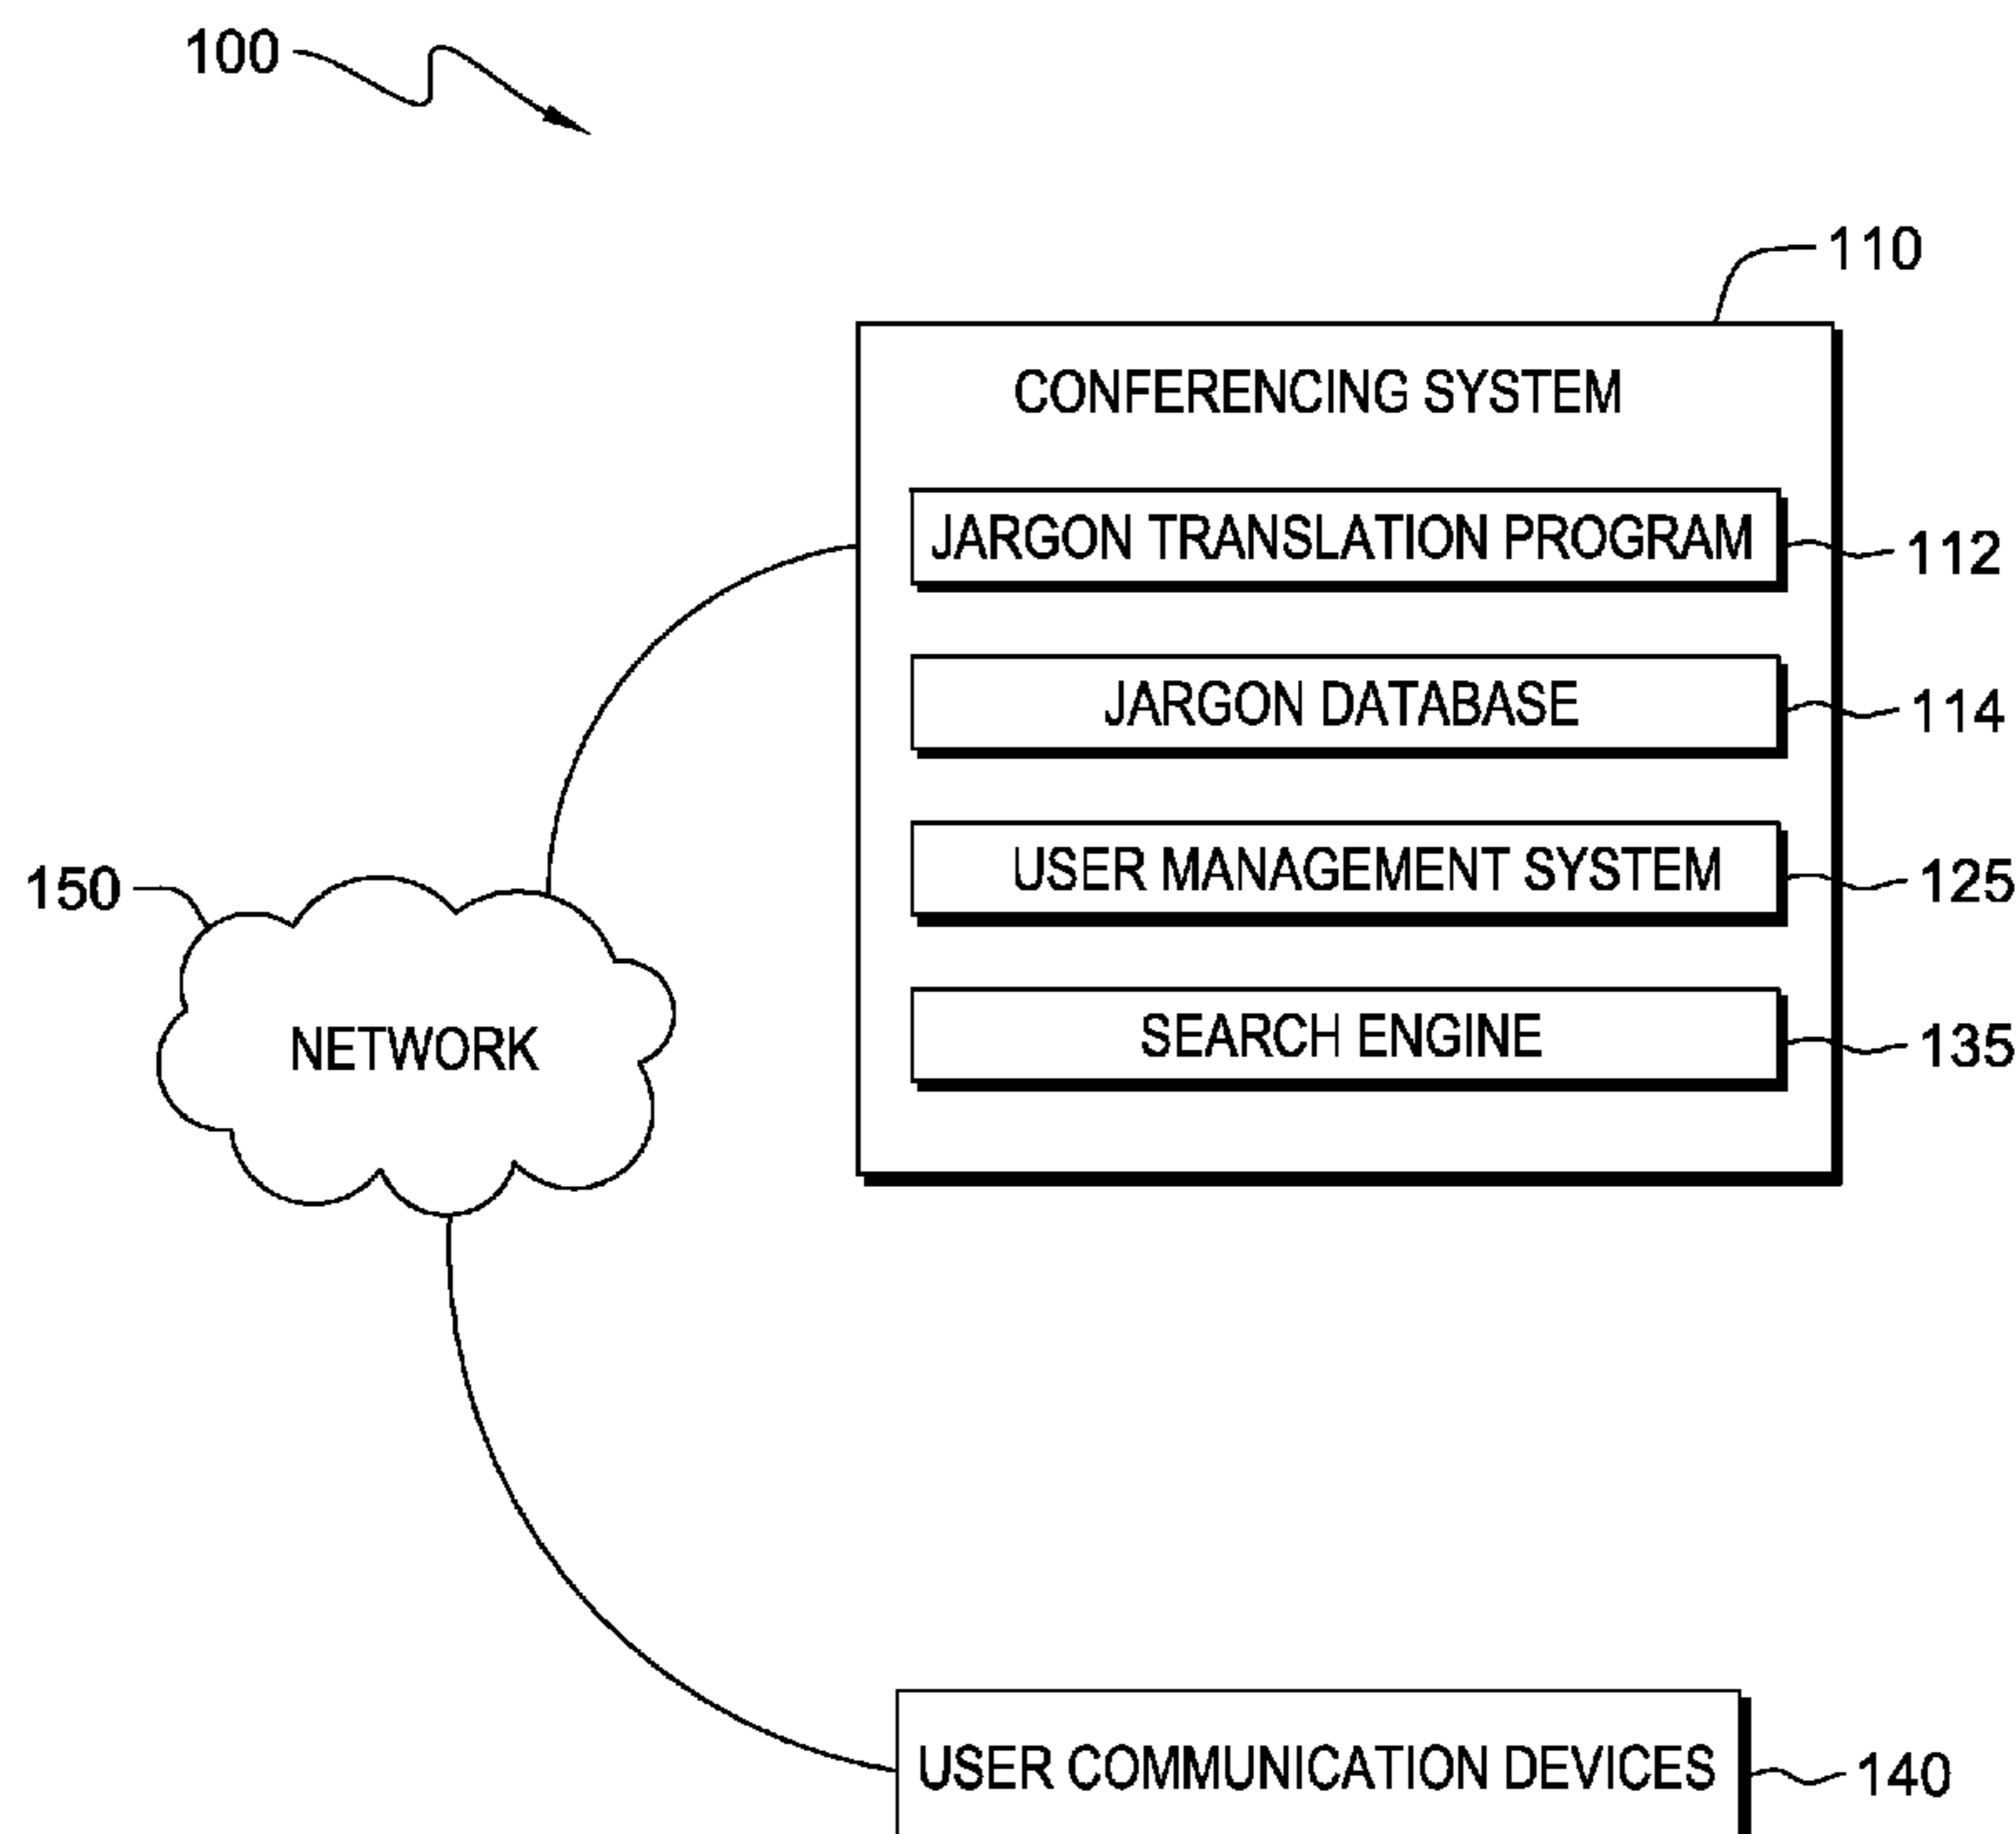 100
110
CONFERENCING SYSTEM
JARGON TRANSLATION PROGRAM
112
JARGON DATABASE
114
USER MANAGEMENT SYSTEM
125
150
NETWORK
SEARCH ENGINE
135
USER COMMUNICATION DEVICES
140